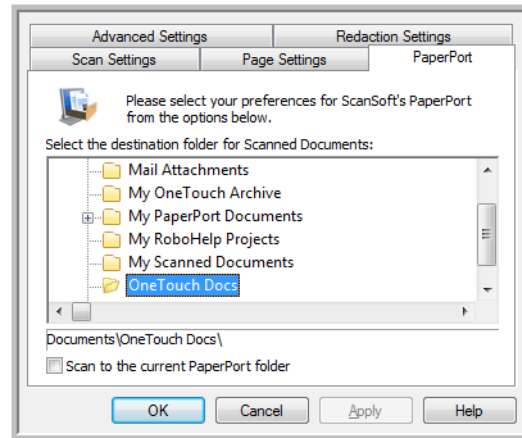 Advanced Settings Redaction Settings
Scan Settings Page Settings PaperPort
Please select your preferences for ScanSoft's PaperPort
from the options below.
Select the destination folder for Scanned Documents:
Mail Attachments
My OneTouch Archive
My PaperPort Documents
My RoboHelp Projects
My Scanned Documents
OneTouch Docs
Documents\OneTouch Docs\
Scan to the current PaperPort folder
OK Cancel Apply Help